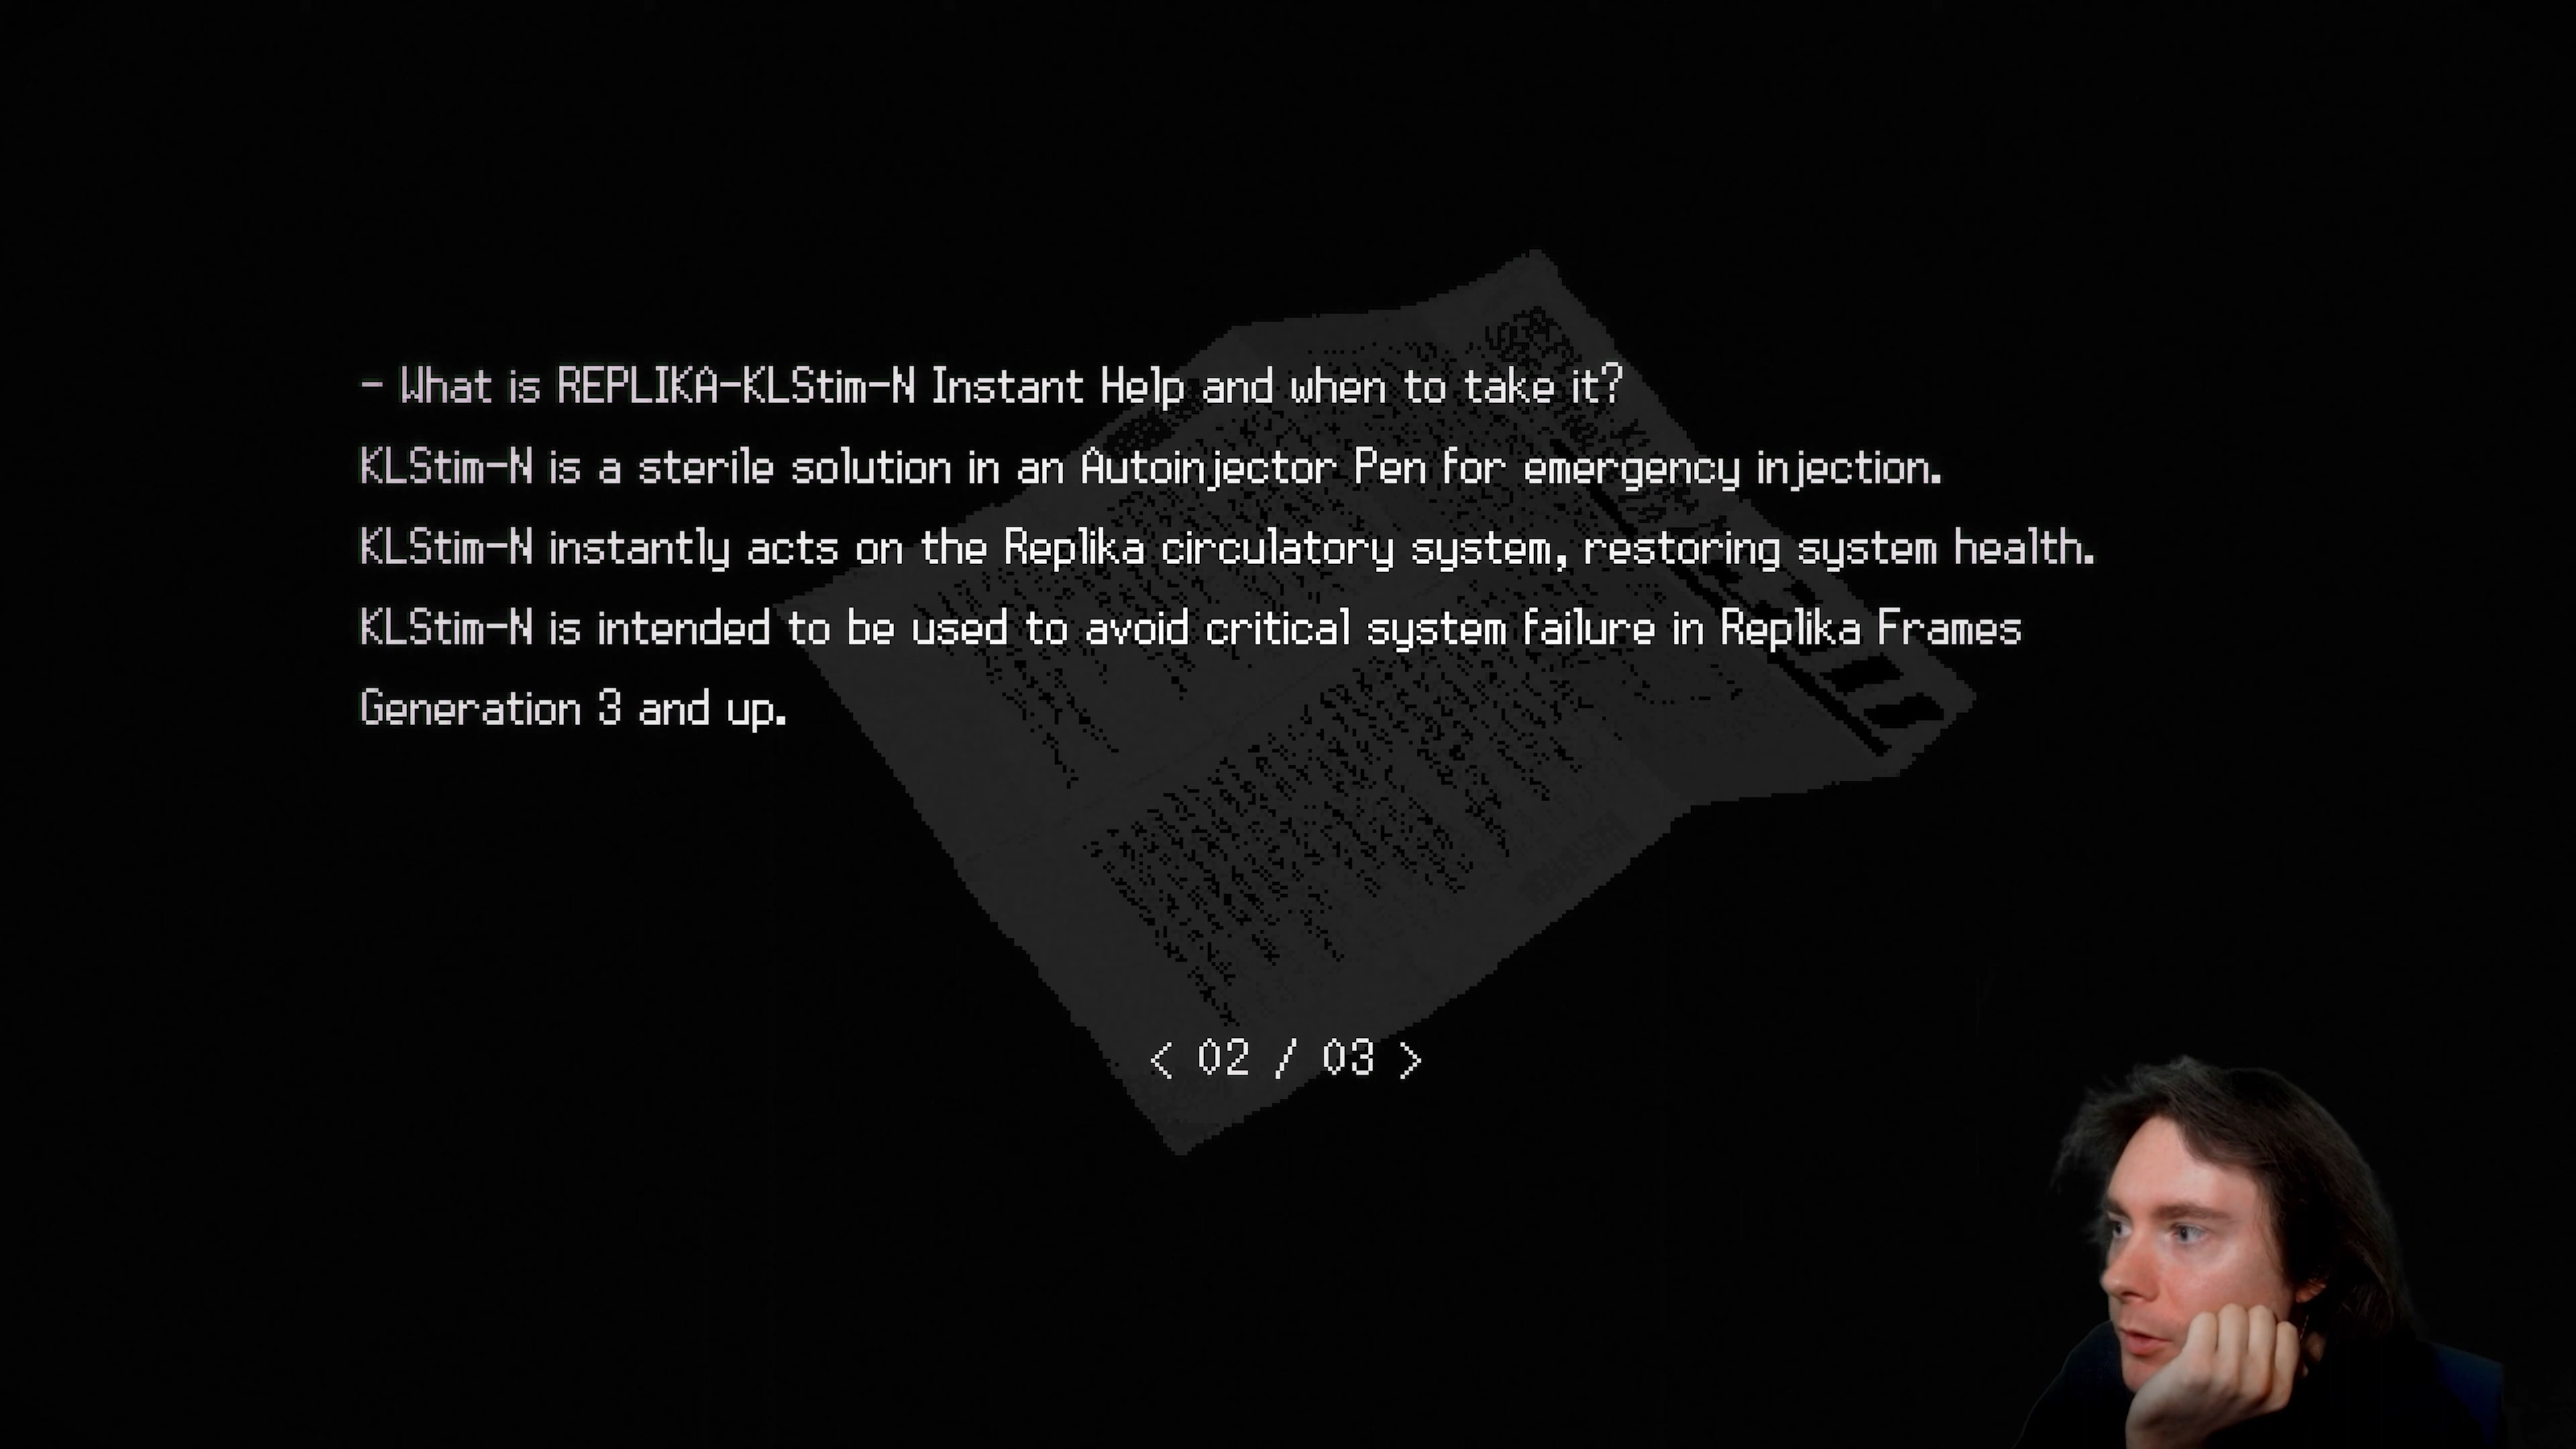 - What is REPLIKA-KLStim-N Instant Help and when to take it?
KLStim-N is a sterile solution in an Autoinjector Pen for emergency injection.
KLStim-N instantly acts on the Replika circulatory system, restoring system health.
KLStim-N is intended to be used to avoid critical system failure in Replika Frames
Generation 3 and up.
< 02 / 03 >